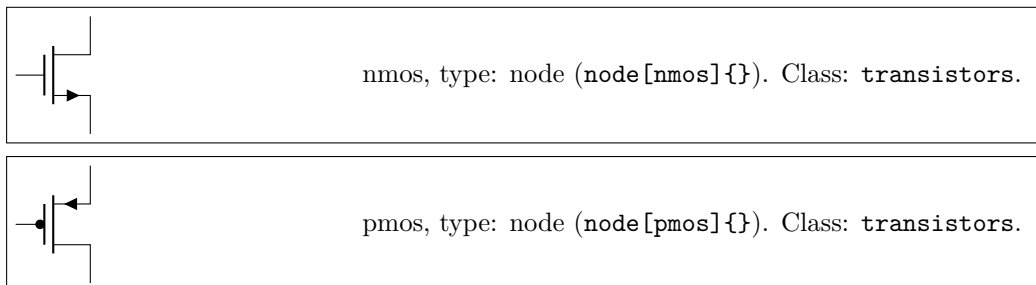 nmos, type: node (node[nmos]{}). Class: transistors.
pmos, type: node (node[pmos]{}). Class: transistors.